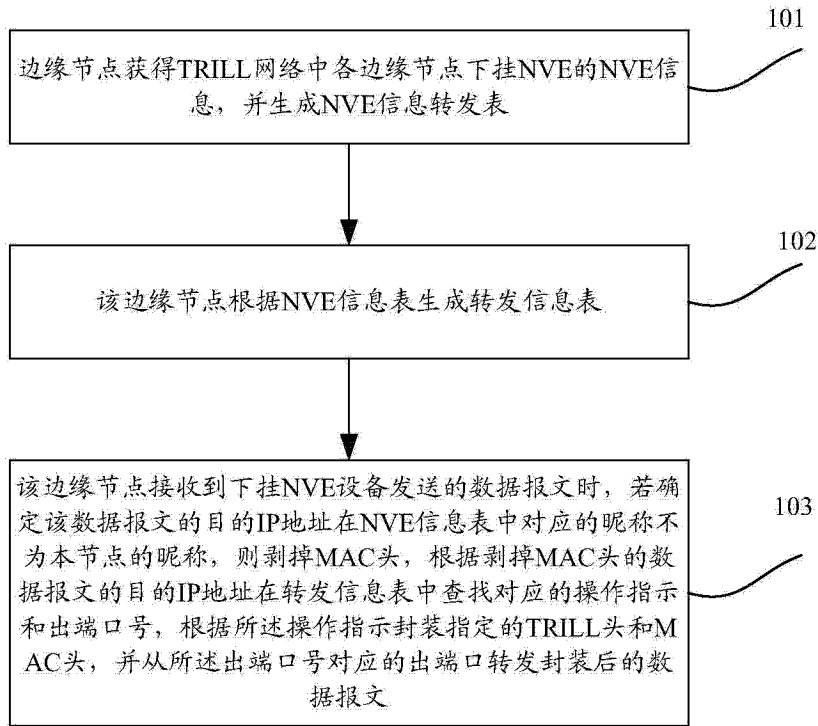 101
边缘节点获得TRILL网络中各边缘节点下挂NVE的NVE信
息，并生成NVE信息转发表
102
该边缘节点根据NVE信息表生成转发信息表
该边缘节点接收到下挂NVE设备发送的数据报文时，若确
定该数据报文的目的IP地址在NVE信息表中对应的昵称不
为本节点的昵称，则剥掉MAC头，根据剥掉MAC头的数
据报文的目的IP地址在转发信息表中查找对应的操作指示
和出端口号，根据所述操作指示封装指定的TRILL头和M
AC头，并从所述出端口号对应的出端口转发封装后的数
据报文
103